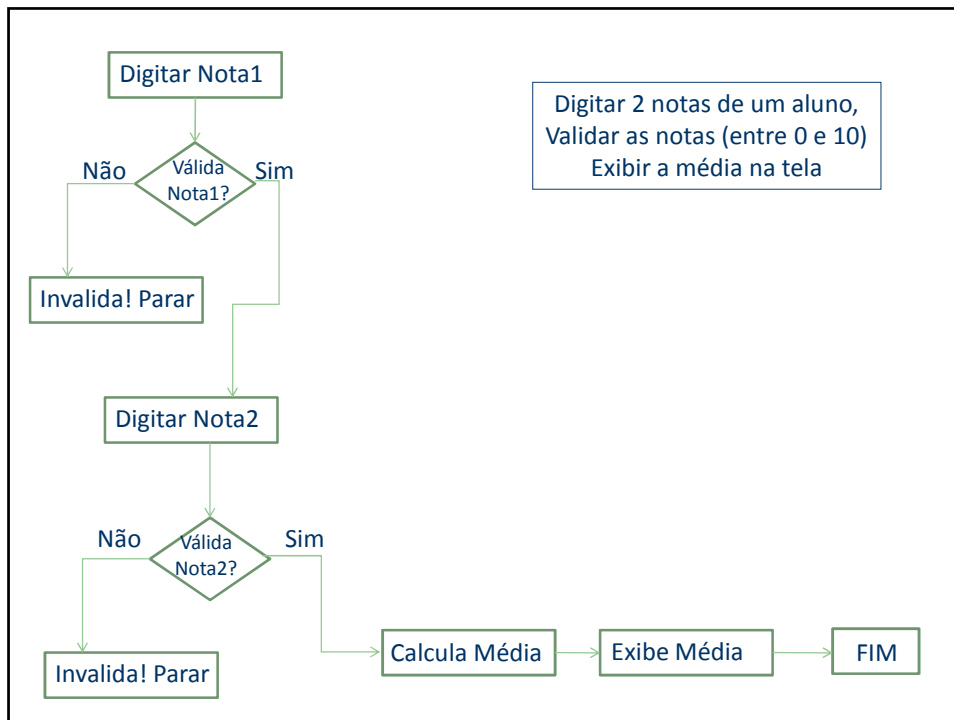 Digitar Nota1
Digitar 2 notas de um aluno,
Validar as notas (entre 0 e 10)
Exibir a média na tela
Não
Válida
Nota1?
Sim
Invalida! Parar
Digitar Nota2
Não
Válida
Nota2?
Sim
Invalida! Parar
Calcula Média
Exibe Média
FIM